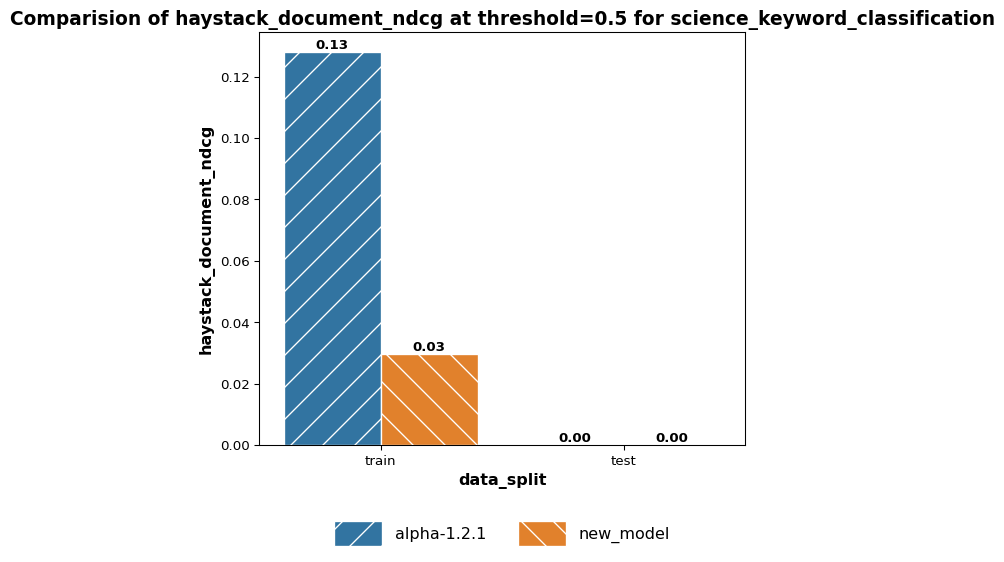 Comparision of haystack_document_ndcg at threshold=0.5 for science_keyword_classification
haystack_document_ndcg
0.12
0.10
0.08
0.06
0.04
0.02
0.00
0.13
0.03
0.00
0.00
train
test
data_split
alpha-1.2.1
new_model